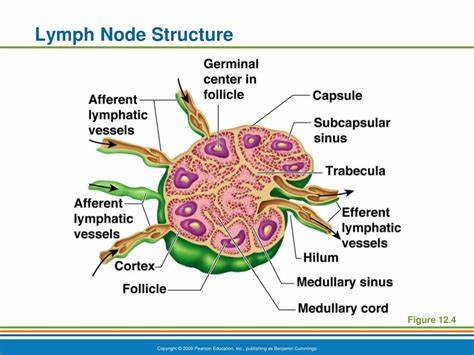 Lymph Node Structure
Germinal
center in
follicle
Afferent
lymphatic
vessels
Capsule
Subcapsular
sinus
Trabecula
Afferent
lymphatic
vessels
Efferent
lymphatic
vessels
Hilum
Cortex
Medullary sinus
Follicle
Medullary cord
Figure 12.4
Copyright © 2009 Pearson Education, Inc., publishing as Benjamin Cummings